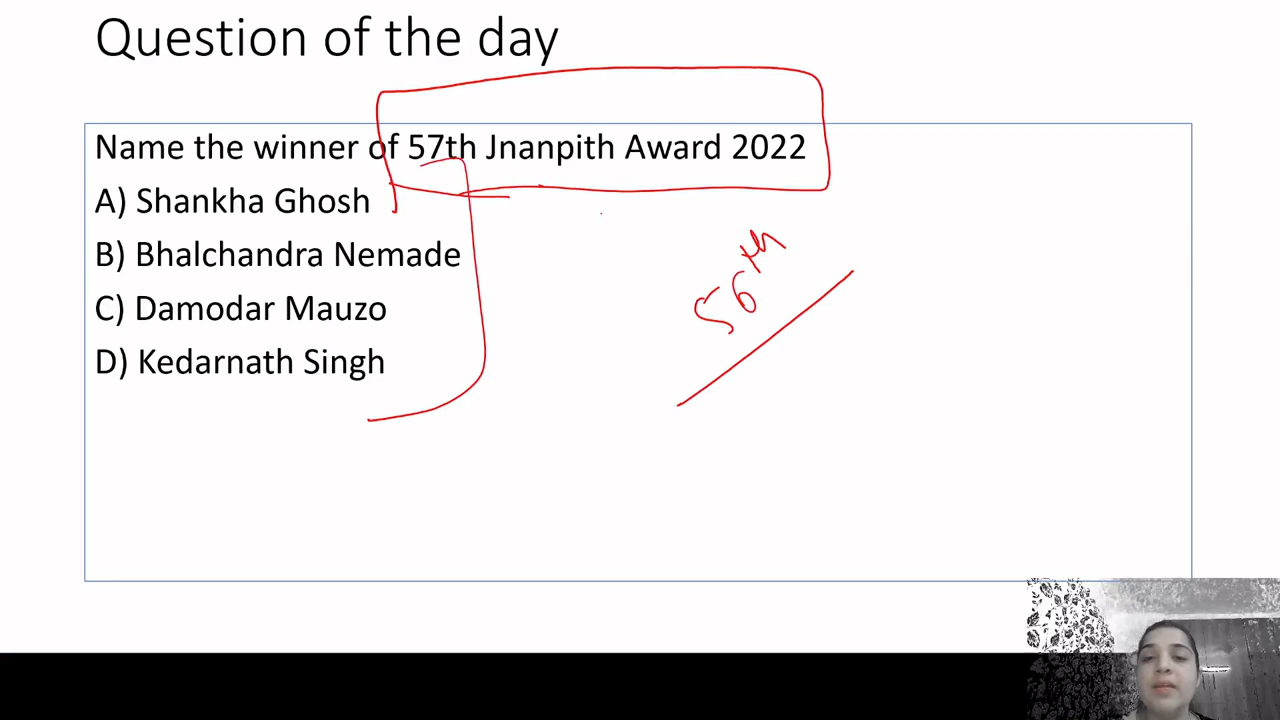 Question of the day
Name the winner of 57th Jnanpith Award 2022
A) Shankha Ghosh
B) Bhalchandra Nemade
C) Damodar Mauzo
D) Kedarnath Singh
56th